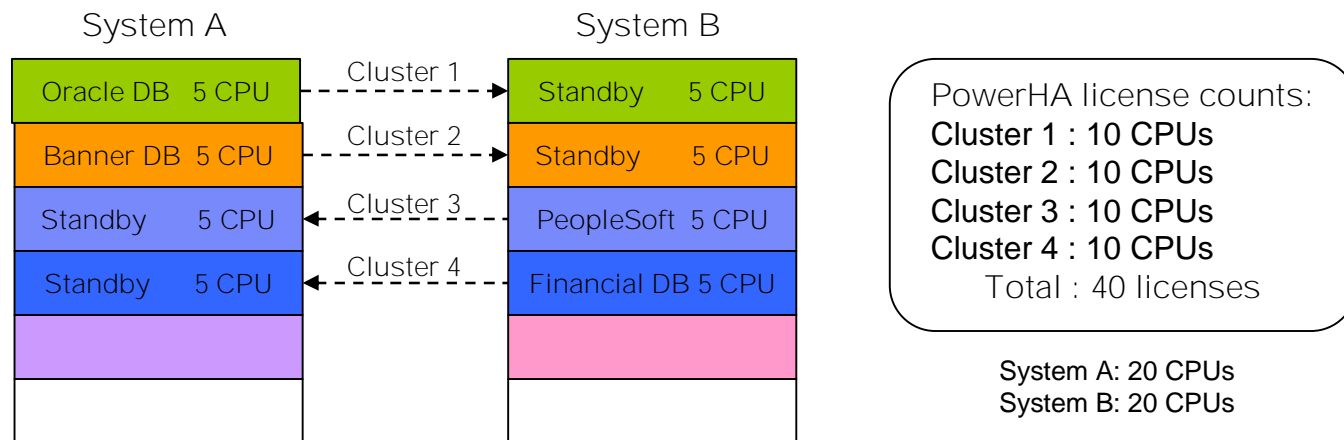 System A
System B
Oracle DB 5 CPU
Cluster 1
Standby 5 CPU
Banner DB 5 CPU
Cluster 2
Standby 5 CPU
Standby 5 CPU
Cluster 3
PeopleSoft 5 CPU
Standby 5 CPU
Cluster 4
Financial DB 5 CPU
PowerHA license counts:
Cluster 1 : 10 CPUs
Cluster 2 : 10 CPUs
Cluster 3 : 10 CPUs
Cluster 4 : 10 CPUs
Total : 40 licenses
System A: 20 CPUs
System B: 20 CPUs